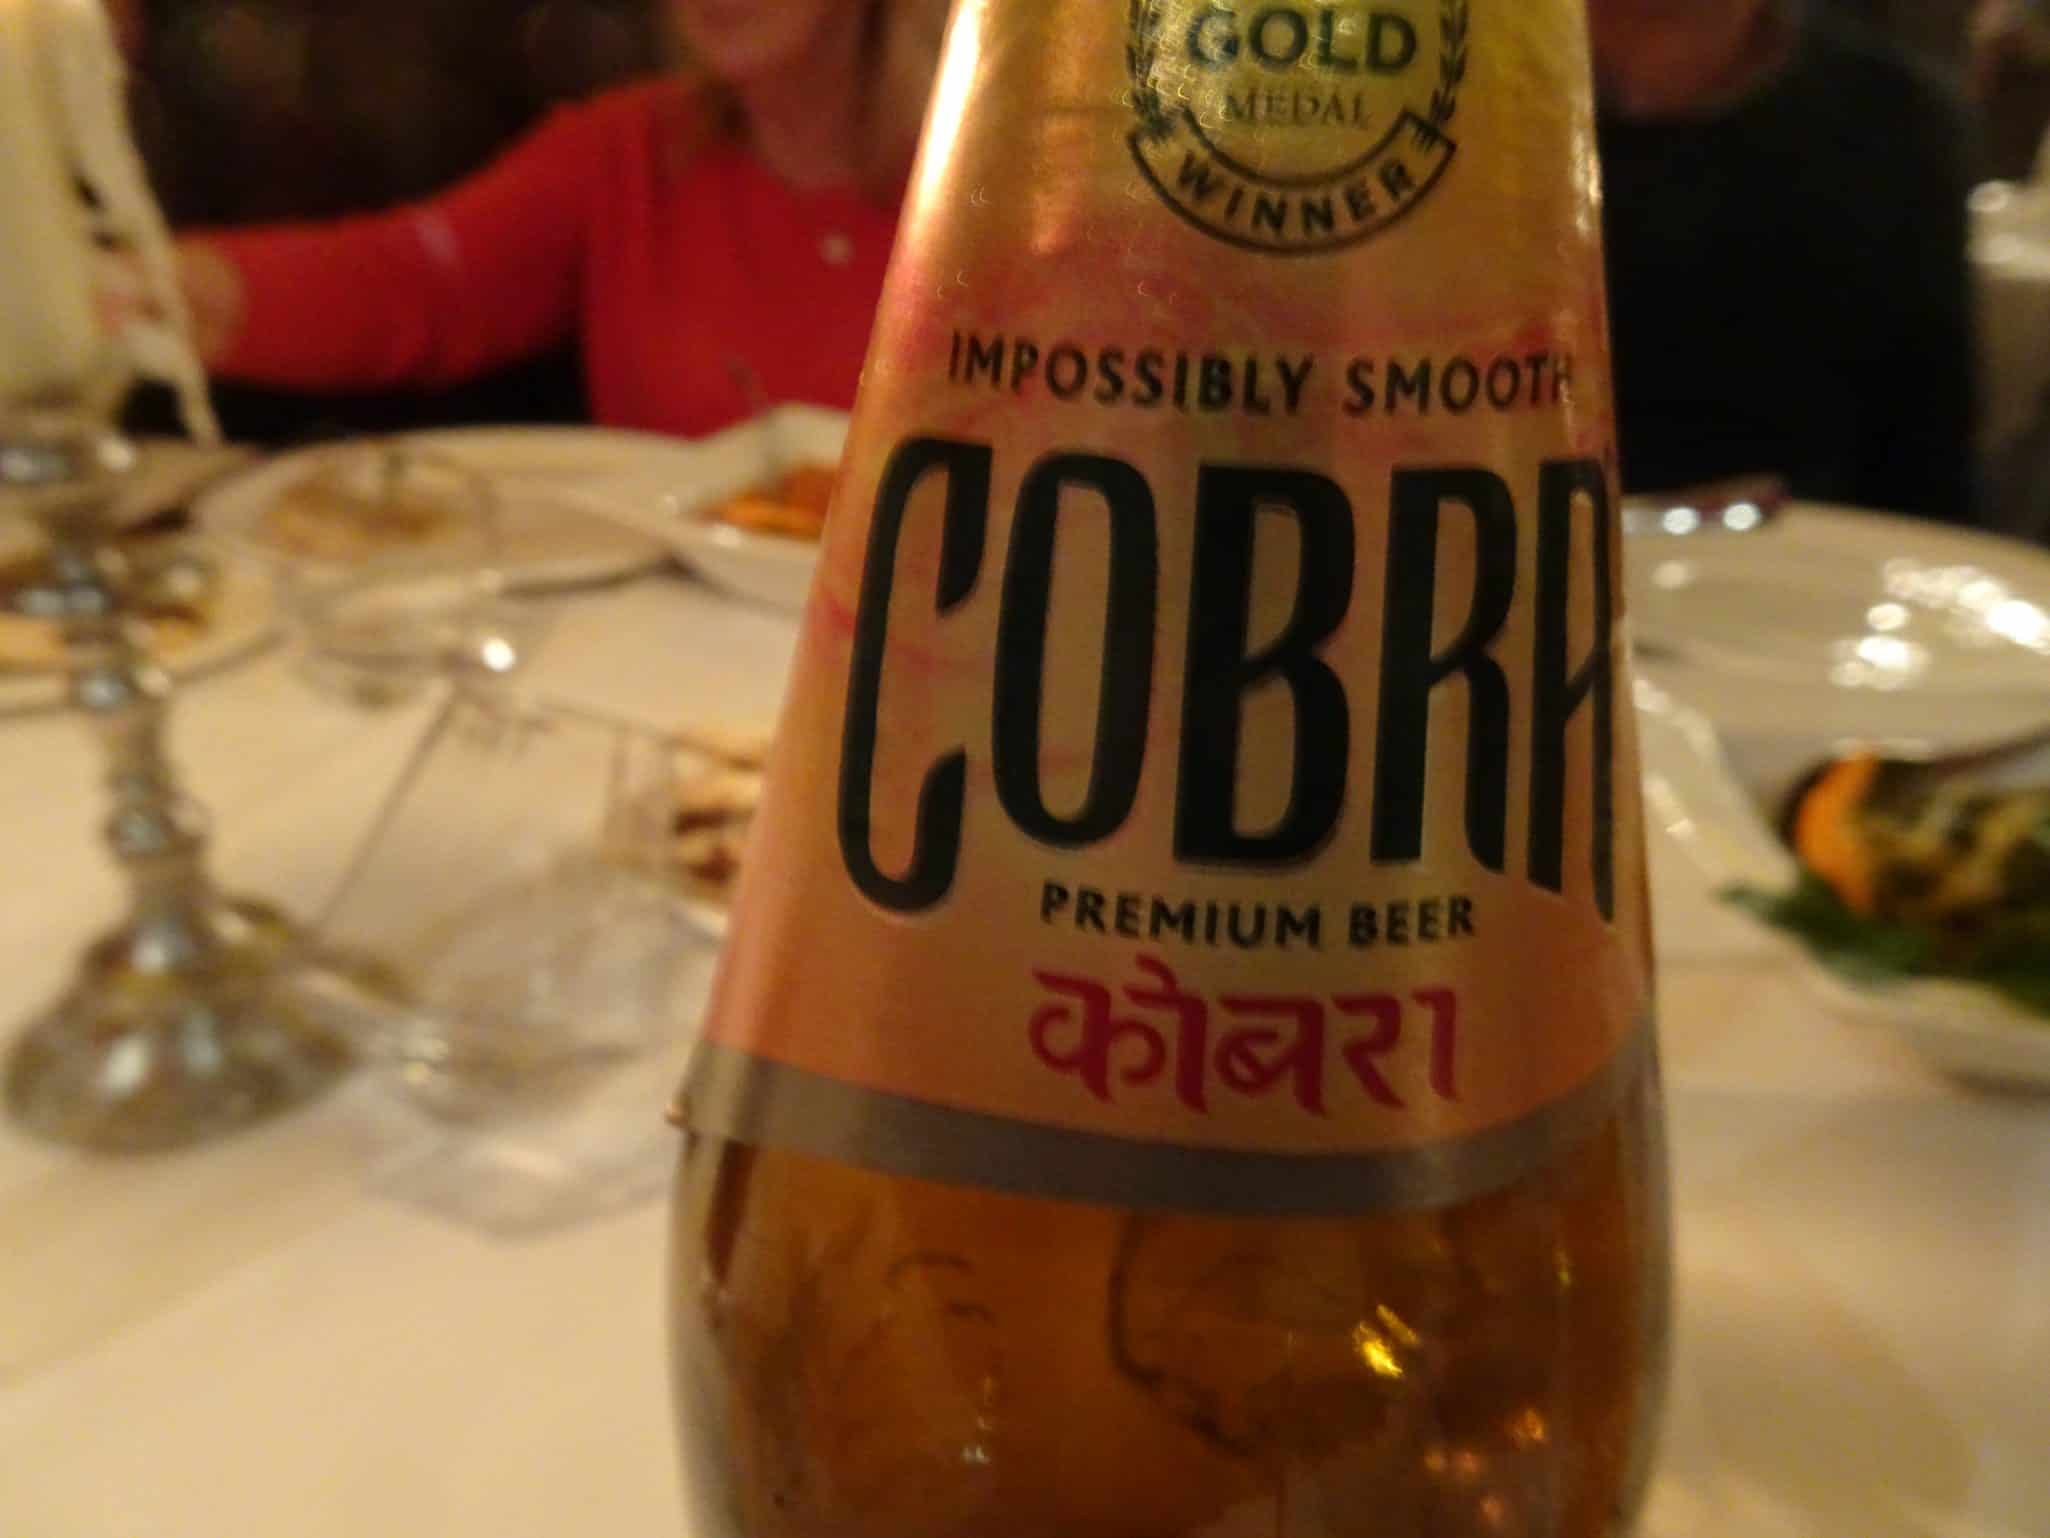 GOLD
MEDAL
WINNER
IMPOSSIBLY SMOOTH
COBRA
PREMIUM BEER
कोबरा